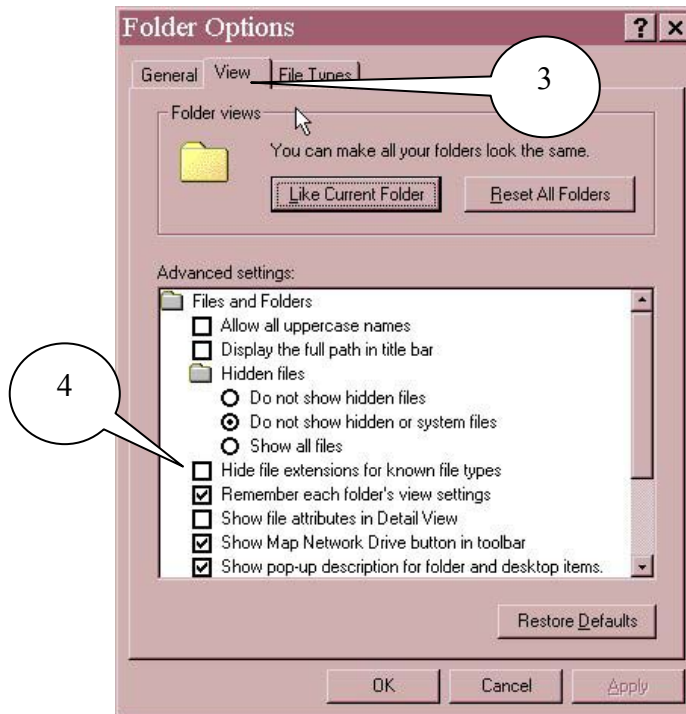 Folder Options
General View File Types
3
Folder views
You can make all your folders look the same.
Like Current Folder Reset All Folders
Advanced settings:
Files and Folders
Allow all uppercase names
Display the full path in title bar
Hidden files
4
Do not show hidden files
Do not show hidden or system files
Show all files
Hide file extensions for known file types
Remember each folder's view settings
Show file attributes in Detail View
Show Map Network Drive button in toolbar
Show pop-up description for folder and desktop items.
Restore Defaults
OK Cancel Apply